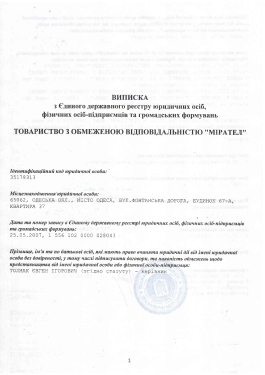 ВИПИСКА
з Єдиного державного реєстру юридичних осіб,
фізичних осіб-підприємців та громадських формувань
ТОВАРИСТВО З ОБМЕЖЕНОЮ ВІДПОВІДАЛЬНІСТЮ "МІРАТЕЛ"
Ідентифікаційний код юридичної особи:
35178311
Місцезнаходження юридичної особи:
65062, ОДЕСЬКА ОБЛ., МІСТО ОДЕСА, ВУЛ.ФОНТАНСЬКА ДОРОГА, БУДИНОК 67-А,
КВАРТИРА 37
Дата та номер запису в Єдиному державному реєстрі юридичних осіб, фізичних осіб-підприємців
та громадських формувань:
25.05.2007, 1 556 102 0000
Прізвище, ім'я та по батькові осіб, які мають право вчиняти юридичні дії від імені юридичної
особи без довіреності, у тому числі підписувати договори, та наявність обмежень щодо
представництва від імені юридичної особи або фізичної особи-підприємця:
ЄВГЕН ІГОРОВИЧ (згідно статуту) - керівник
1